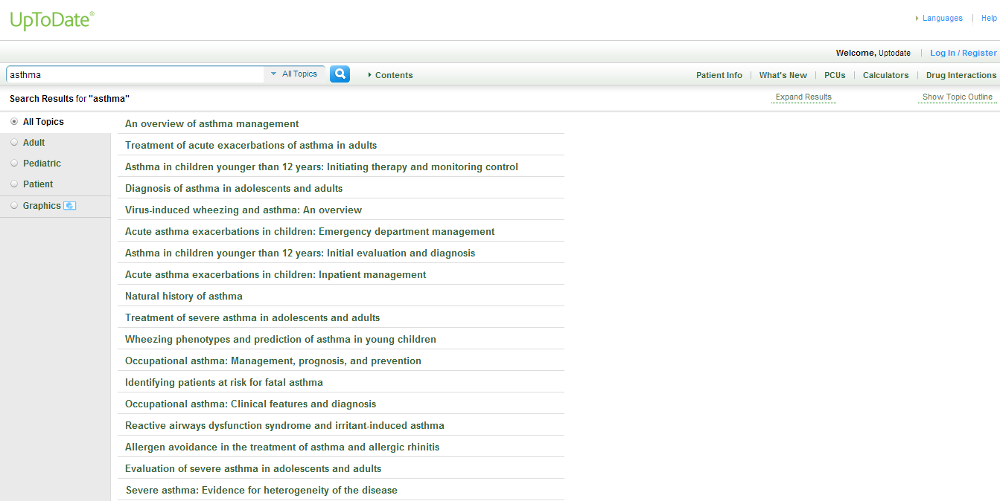 UpToDate®
Languages | Help
Welcome, Uptodate | Log In / Register
asthma All Topics Contents Patient Info | What's New | PCUs | Calculators | Drug Interactions
Search Results for "asthma" Expand Results Show Topic Outline
All Topics
Adult
Pediatric
Patient
Graphics
An overview of asthma management
Treatment of acute exacerbations of asthma in adults
Asthma in children younger than 12 years: Initiating therapy and monitoring control
Diagnosis of asthma in adolescents and adults
Virus-induced wheezing and asthma: An overview
Acute asthma exacerbations in children: Emergency department management
Asthma in children younger than 12 years: Initial evaluation and diagnosis
Acute asthma exacerbations in children: Inpatient management
Natural history of asthma
Treatment of severe asthma in adolescents and adults
Wheezing phenotypes and prediction of asthma in young children
Occupational asthma: Management, prognosis, and prevention
Identifying patients at risk for fatal asthma
Occupational asthma: Clinical features and diagnosis
Reactive airways dysfunction syndrome and irritant-induced asthma
Allergen avoidance in the treatment of asthma and allergic rhinitis
Evaluation of severe asthma in adolescents and adults
Severe asthma: Evidence for heterogeneity of the disease